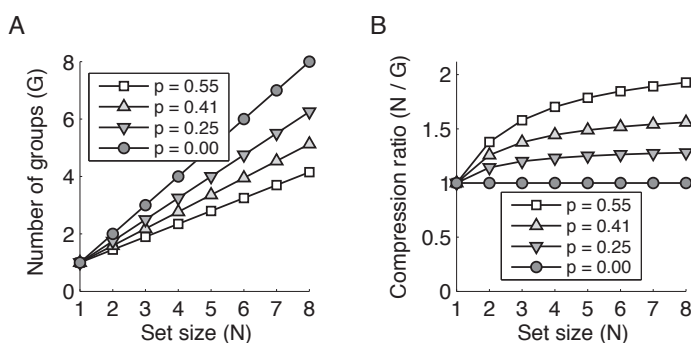 A
Number of groups (G)
8
6
4
2
0
p = 0.55
p = 0.41
p = 0.25
p = 0.00
1 2 3 4 5 6 7 8
Set size (N)
B
Compression ratio (N / G)
2
1.5
1
0.5
0
p = 0.55
p = 0.41
p = 0.25
p = 0.00
1 2 3 4 5 6 7 8
Set size (N)